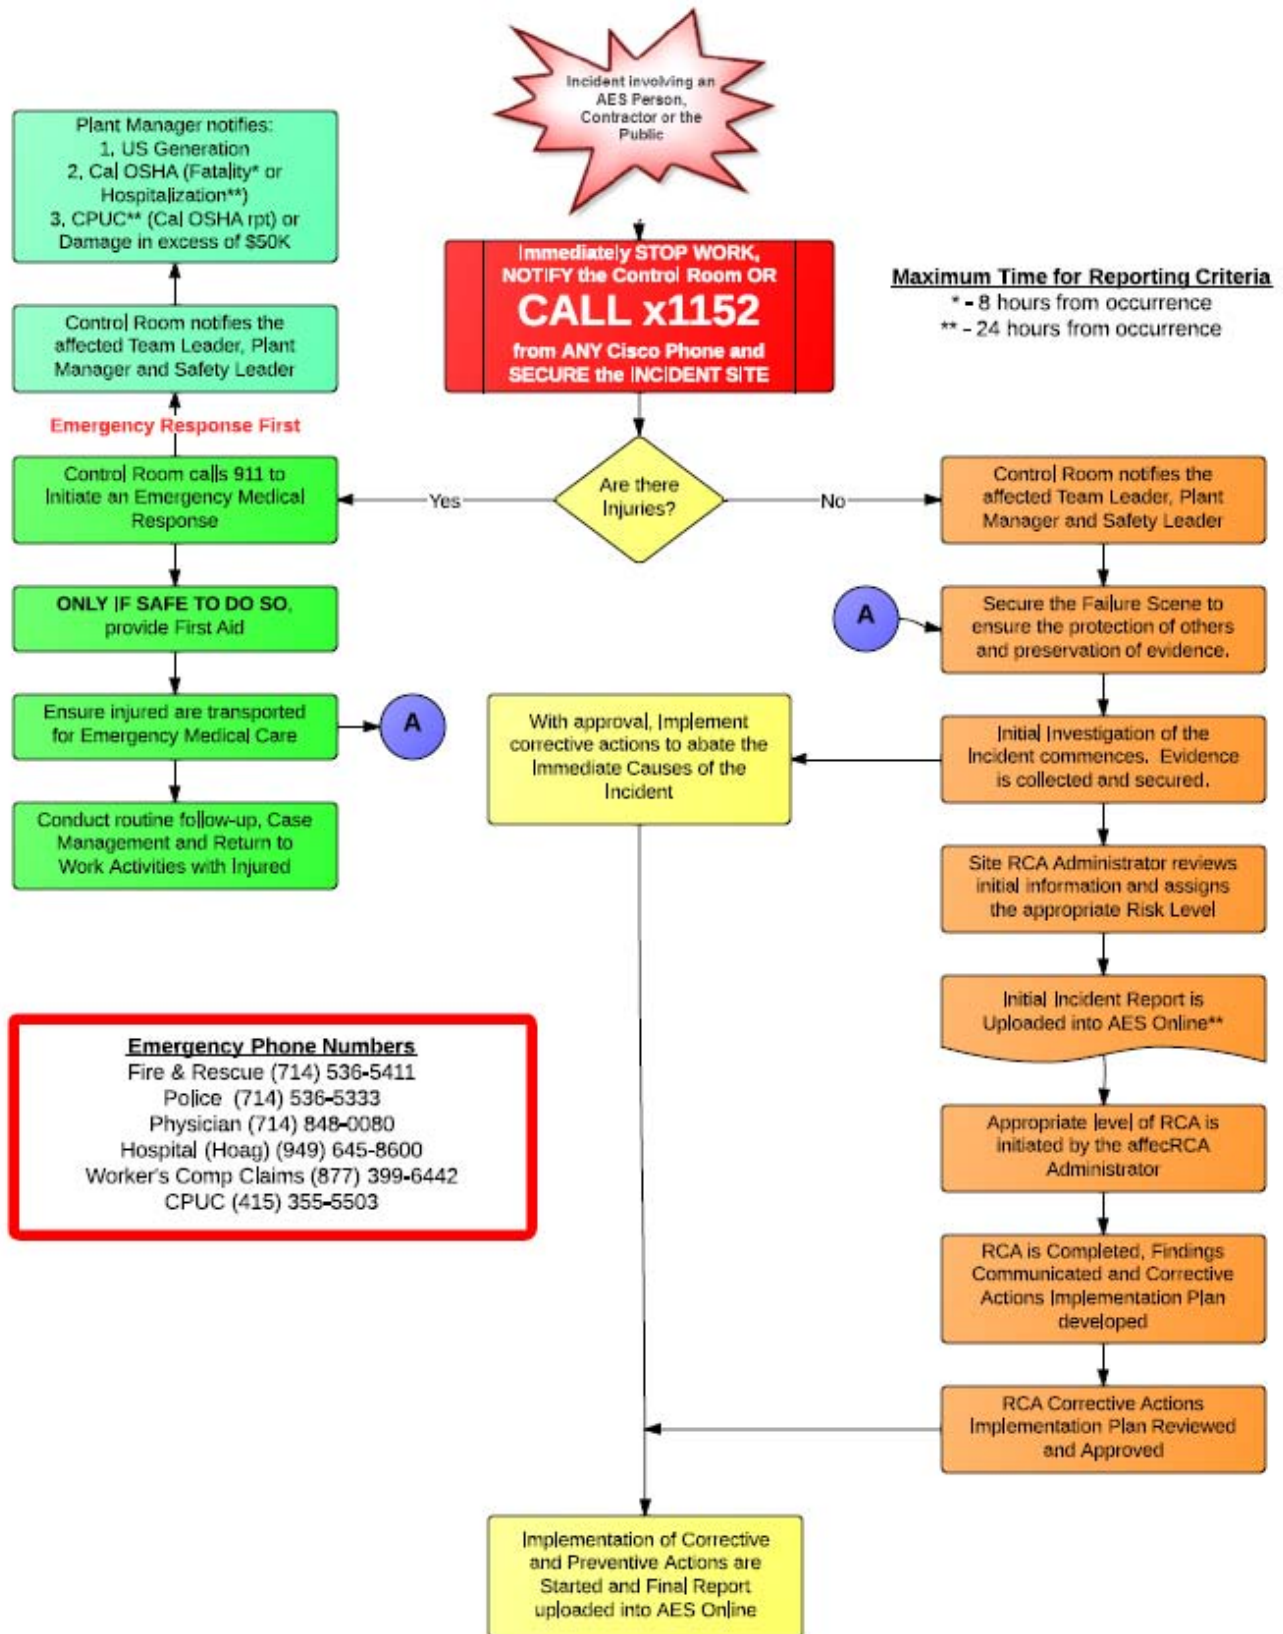 Incident involving an
AES Person,
Contractor or the
Public
Plant Manager notifies:
1, US Generation
2, Cal OSHA (Fatality* or
Hospitalization**)
3, CPUC** (Cal OSHA rpt) or
Damage in excess of $50K
Immediately STOP WORK,
NOTIFY the Control Room OR
CALL x1152
from ANY Cisco Phone and
SECURE the INCIDENT SITE
Maximum Time for Reporting Criteria
* - 8 hours from occurrence
** - 24 hours from occurrence
Control Room notifies the
affected Team Leader, Plant
Manager and Safety Leader
Emergency Response First
Control Room calls 911 to
Initiate an Emergency Medical
Response
Yes
Are there
Injuries?
No
Control Room notifies the
affected Team Leader, Plant
Manager and Safety Leader
ONLY IF SAFE TO DO SO,
provide First Aid
A
Secure the Failure Scene to
ensure the protection of others
and preservation of evidence.
Ensure injured are transported
for Emergency Medical Care
A
With approval, Implement
corrective actions to abate the
Immediate Causes of the
Incident
Initial Investigation of the
Incident commences. Evidence
is collected and secured.
Conduct routine follow-up, Case
Management and Return to
Work Activities with Injured
Site RCA Administrator reviews
initial information and assigns
the appropriate Risk Level
Initial Incident Report is
Uploaded into AES Online**
Emergency Phone Numbers
Fire & Rescue (714) 536-5411
Police (714) 536-5333
Physician (714) 848-0080
Hospital (Hoag) (949) 645-8600
Worker's Comp Claims (877) 399-6442
CPUC (415) 355-5503
Appropriate level of RCA is
initiated by the affecRCA
Administrator
RCA is Completed, Findings
Communicated and Corrective
Actions Implementation Plan
developed
RCA Corrective Actions
Implementation Plan Reviewed
and Approved
Implementation of Corrective
and Preventive Actions are
Started and Final Report
uploaded into AES Online